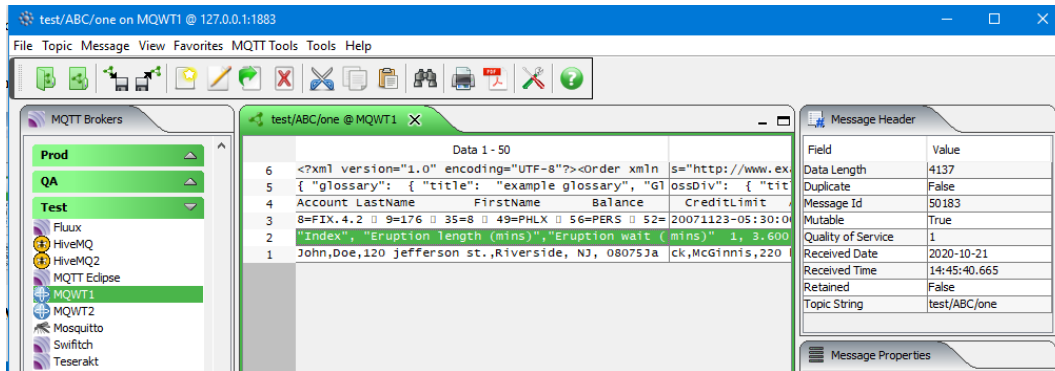 test/ABC/one on MQWT1 @ 127.0.0.1:1883
File Topic Message View Favorites MQTT Tools Tools Help
PDF
MQTT Brokers
Prod
QA
Test
Fluux
HiveMQ
HiveMQ2
MQTT Eclipse
MQWT1
MQWT2
Mosquitto
Swifitch
Teserakt
test/ABC/one @ MQWT1
Data 1 - 50
6 <?xml version="1.0" encoding="UTF-8"?><Order xmln s="http://www.exa
5 { "glossary": { "title": "example glossary", "Gl ossDiv": { "tit
4 Account LastName FirstName Balance CreditLimit
3 8=FIX.4.2 9=176 35=8 49=PHLX 56=PERS 52= 20071123-05:30:0
2 "Index", "Eruption length (mins)","Eruption wait ( mins)" 1, 3.600
1 John,Doe,120 jefferson st.,Riverside, NJ, 08075Ja ck,McGinnis,220
Message Header
Field Value
Data Length 4137
Duplicate False
Message Id 50183
Mutable True
Quality of Service 1
Received Date 2020-10-21
Received Time 14:45:40.665
Retained False
Topic String test/ABC/one
Message Properties